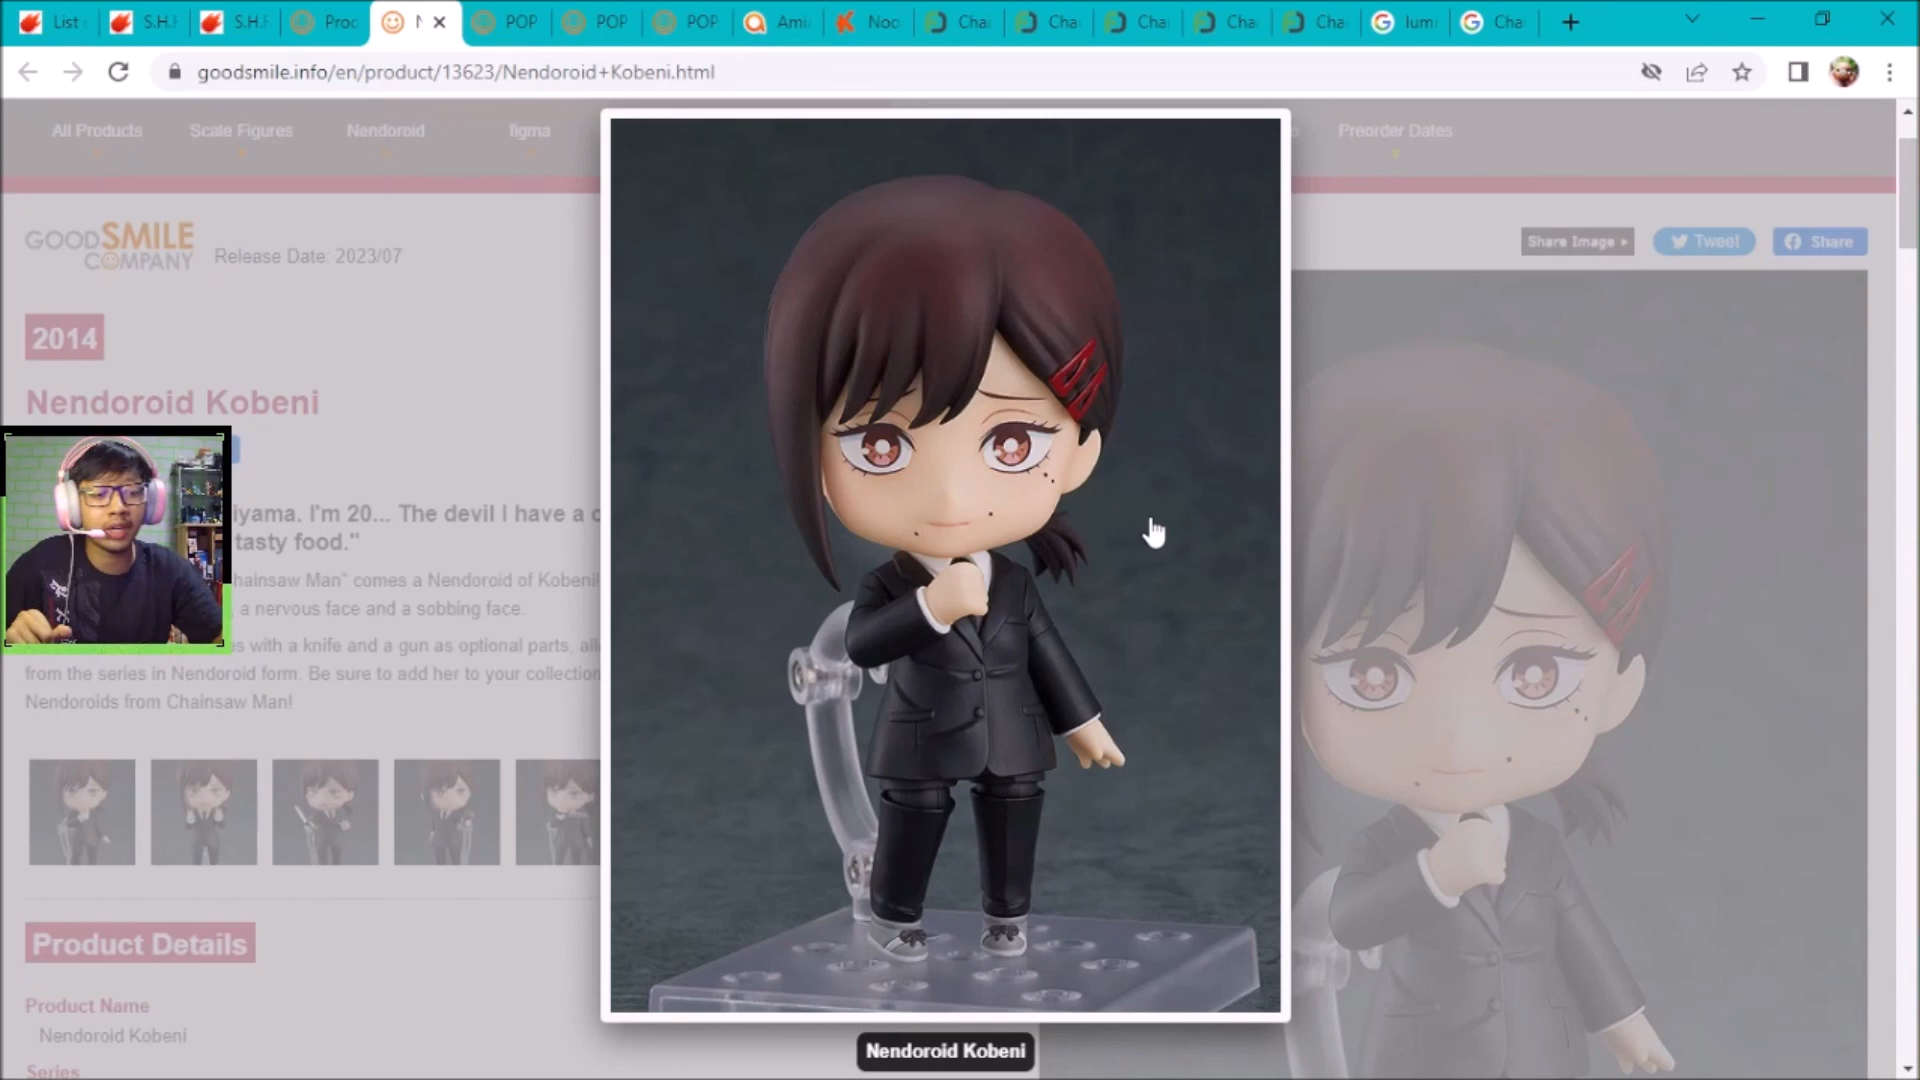 List
S.H.F
S.H.F
Proc
N
POP
POP
POP
Ami
Noo
Chai
Cha
Chai
Cha
Cha
lumi
Cha
goodsmile.info/en/product/13623/Nendoroid+Kobeni.html
All Products
Scale Figures
Nendoroid
figma
Preorder Dates
GOODSMILE
COMPANY
Release Date: 2023/07
Share Image
Tweet
Share
2014
Nendoroid Kobeni
iyama. I'm 20... The devil I have a c
tasty food."
hainsaw Man" comes a Nendoroid of Kobeni
, a nervous face and a sobbing face.
es with a knife and a gun as optional parts, all
from the series in Nendoroid form. Be sure to add her to your collection
Nendoroids from Chainsaw Man!
Product Details
Product Name
Nendoroid Kobeni
Series
Nendoroid Kobeni